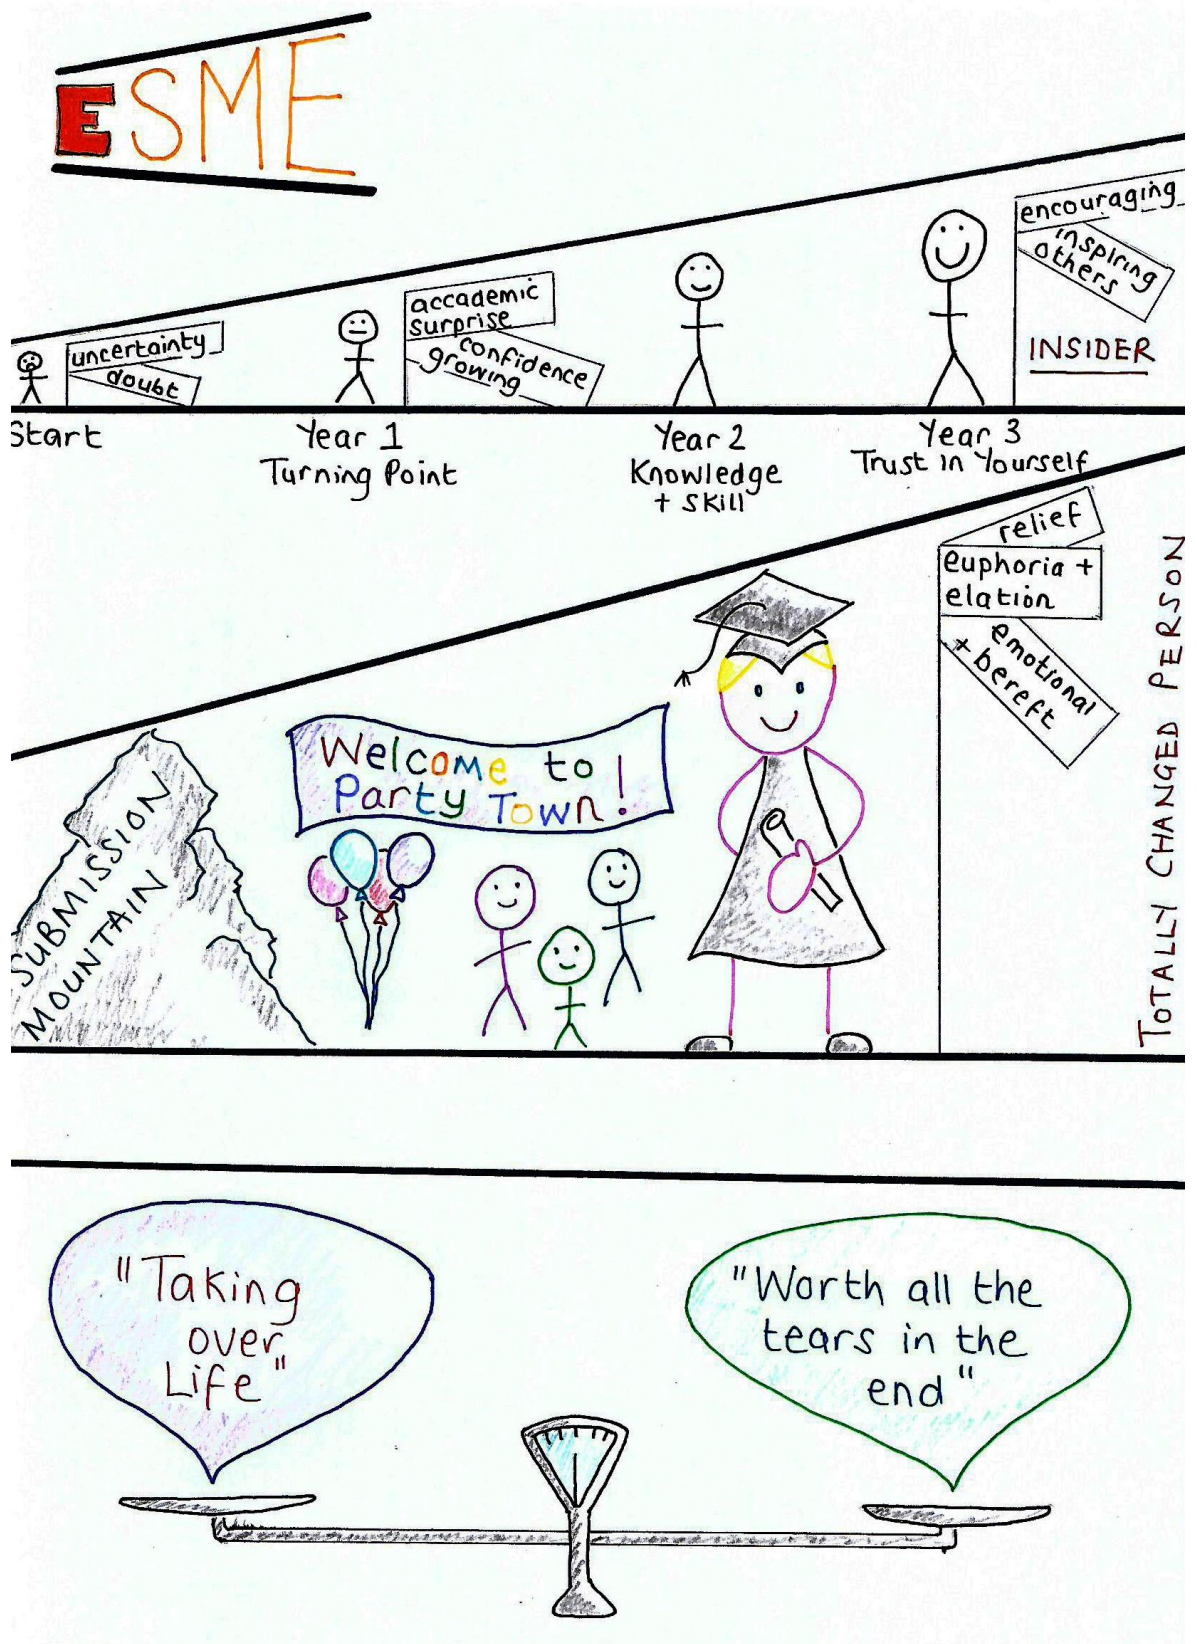 ESME
encouraging
inspiring
others
INSIDER
accademic
surprise
confidence
growing
uncertainty
doubt
Start
Year 1
Turning Point
Year 2
Knowledge
+ skill
Year 3
Trust in Yourself
relief
euphoria +
elation
emotional
+ bereft
TOTALLY CHANGED PERSON
Welcome to
Party Town!
SUBMISSION
MOUNTAIN
"Taking
over
Life"
"Worth all the
tears in the
end"